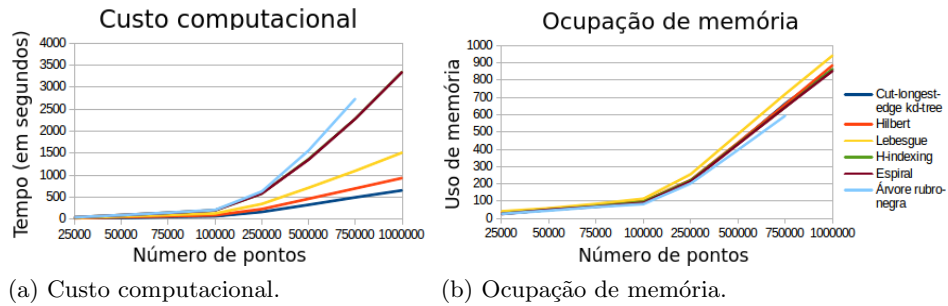 Custo computacional
Tempo (em segundos)
4000
3500
3000
2500
2000
1500
1000
500
0
25000 50000 75000 100000 250000 500000 750000 1000000
Número de pontos
(a) Custo computacional.
Ocupação de memória
Uso de memória
1000
900
800
700
600
500
400
300
200
100
0
25000 50000 75000 100000 250000 500000 750000 1000000
Número de pontos
Cut-longest-
edge kd-tree
Hilbert
Lebesgue
H-indexing
Espiral
Árvore rubro-
negra
(b) Ocupação de memória.